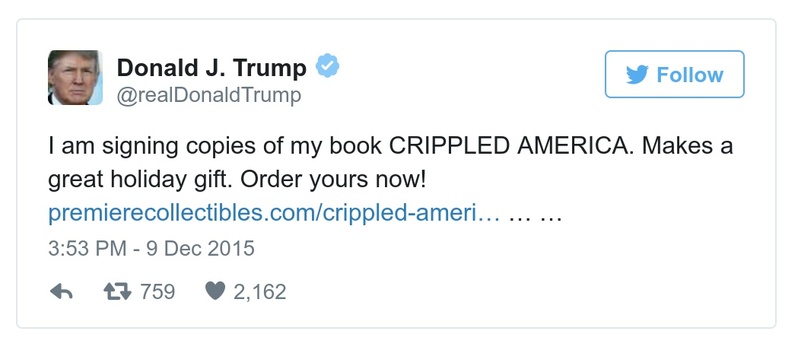 Donald J. Trump
@realDonaldTrump
Follow
I am signing copies of my book CRIPPLED AMERICA. Makes a
great holiday gift. Order yours now!
premierecollectibles.com/crippled-ameri… … …
3:53 PM - 9 Dec 2015
759 2,162